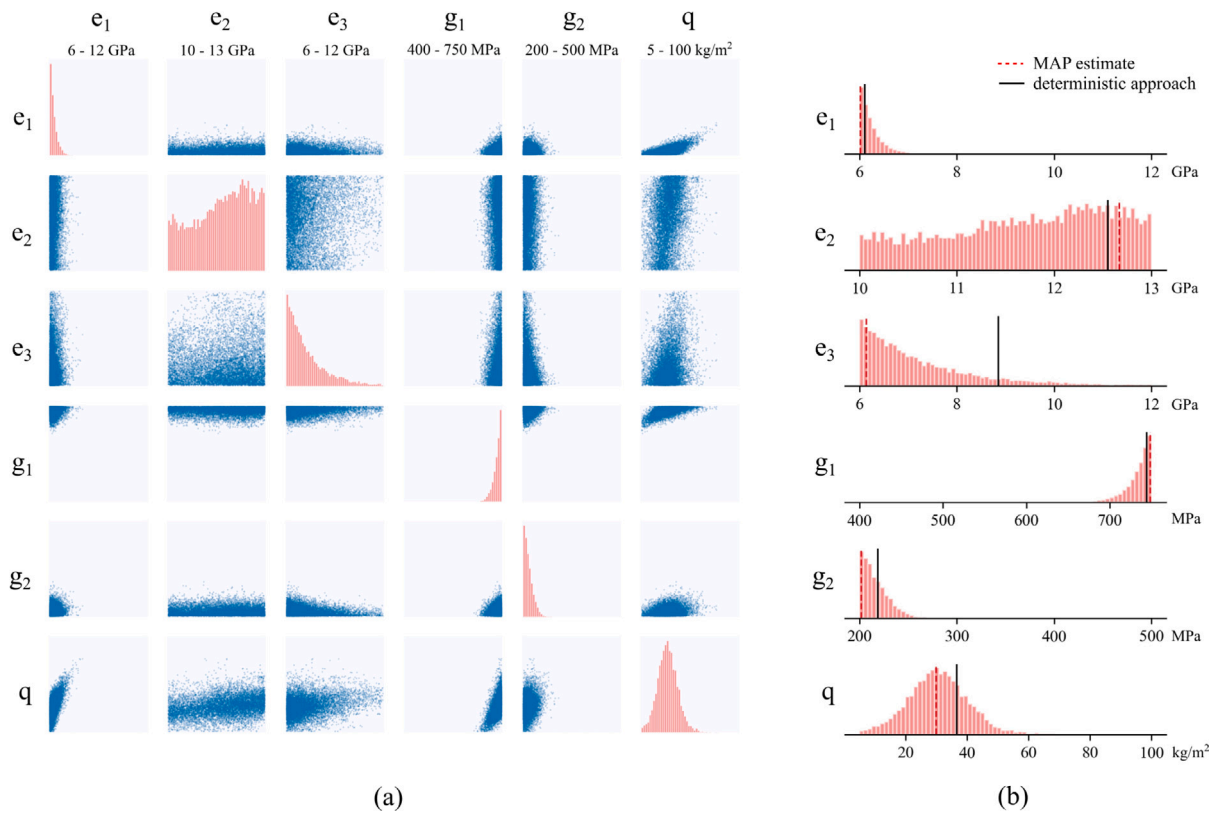 e₁ e₂ e₃ g₁ g₂ q
6 - 12 GPa 10 - 13 GPa 6 - 12 GPa 400 - 750 MPa 200 - 500 MPa 5 - 100 kg/m²
e₁
e₂
e₃
g₁
g₂
q
(a)
MAP estimate
deterministic approach
e₁
6 8 10 12 GPa
e₂
10 11 12 13 GPa
e₃
6 8 10 12 GPa
g₁
400 500 600 700 MPa
g₂
200 300 400 500 MPa
q
20 40 60 80 100 kg/m²
(b)